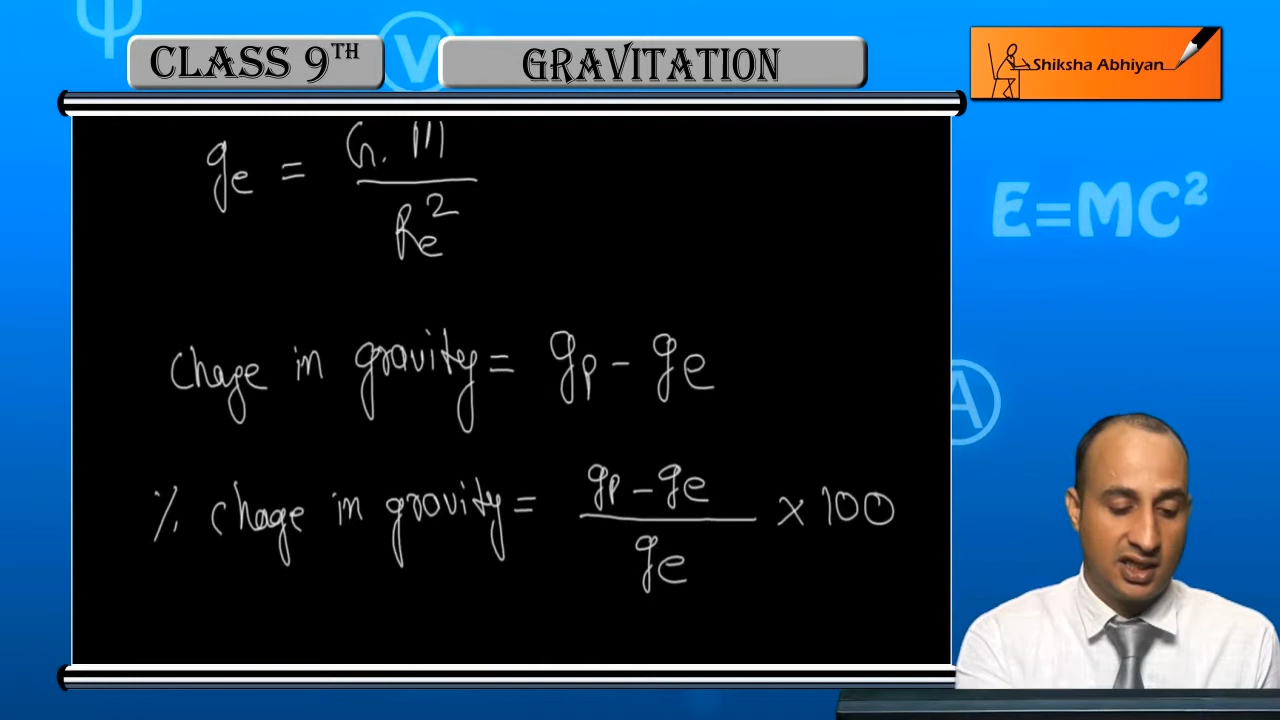 CLASS 9TH
GRAVITATION
Shiksha Abhiyan
V
E=MC²
A
ge = G. M / Re²
Chage in gravity = gp - ge
% chage in gravity = gp - ge / ge × 100